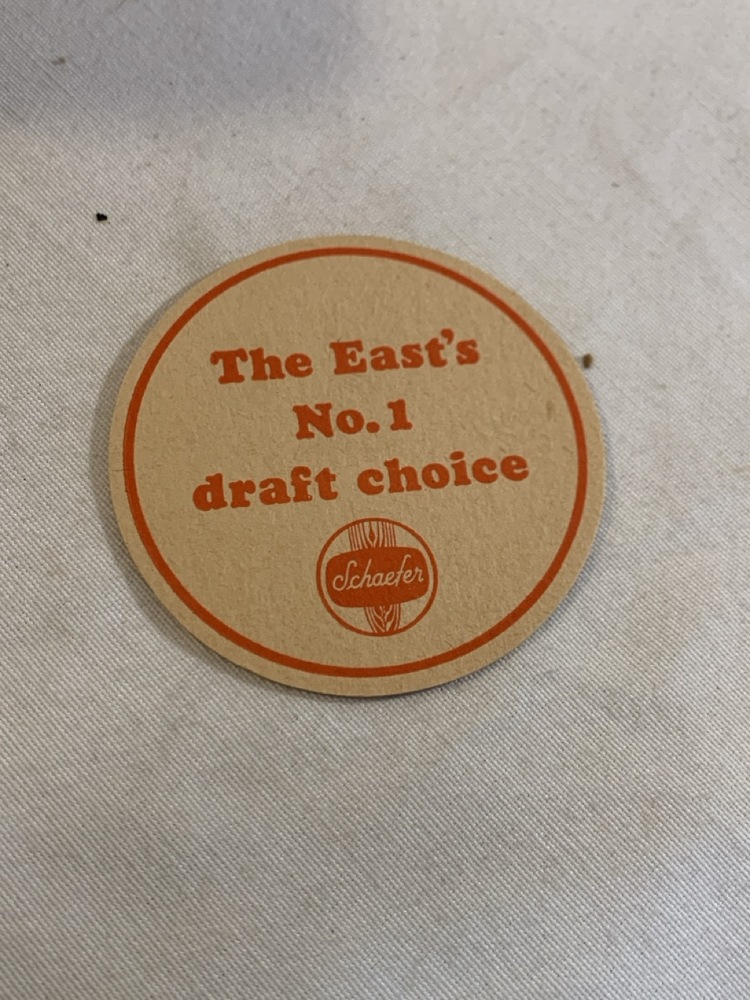 The East's
No. 1
draft choice
Schaefer